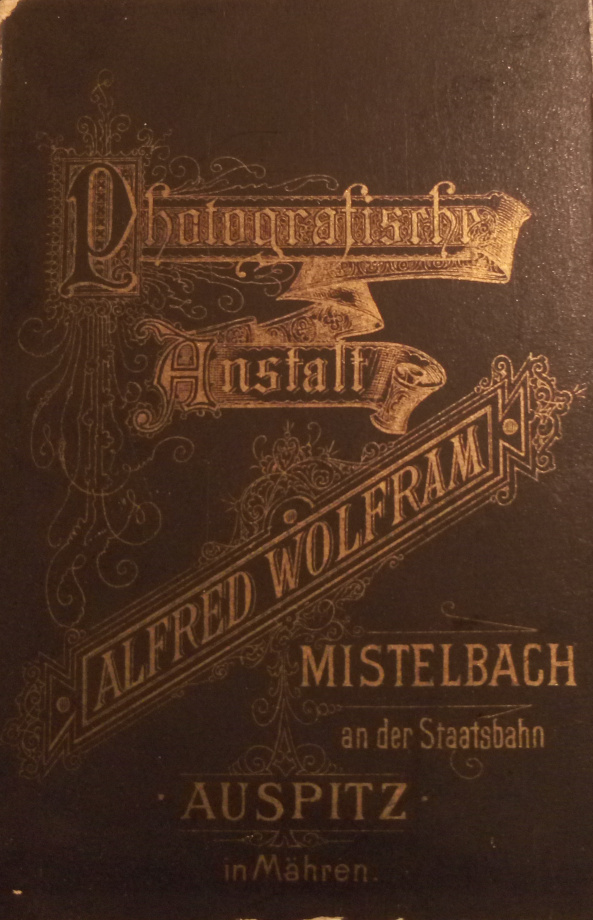 Photografische
Anstalt
ALFRED WOLFRAM
MISTELBACH
an der Staatsbahn
· AUSPITZ ·
in Mähren.